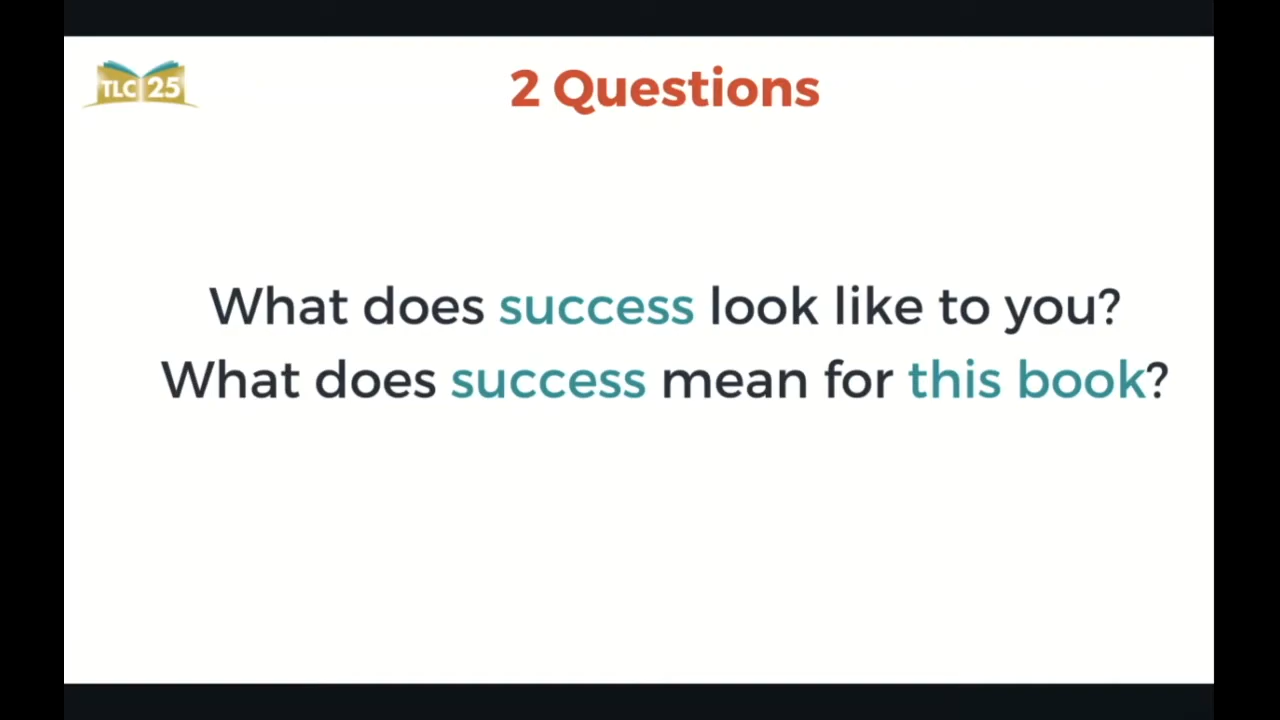 TLC 25
2 Questions
What does success look like to you?
What does success mean for this book?